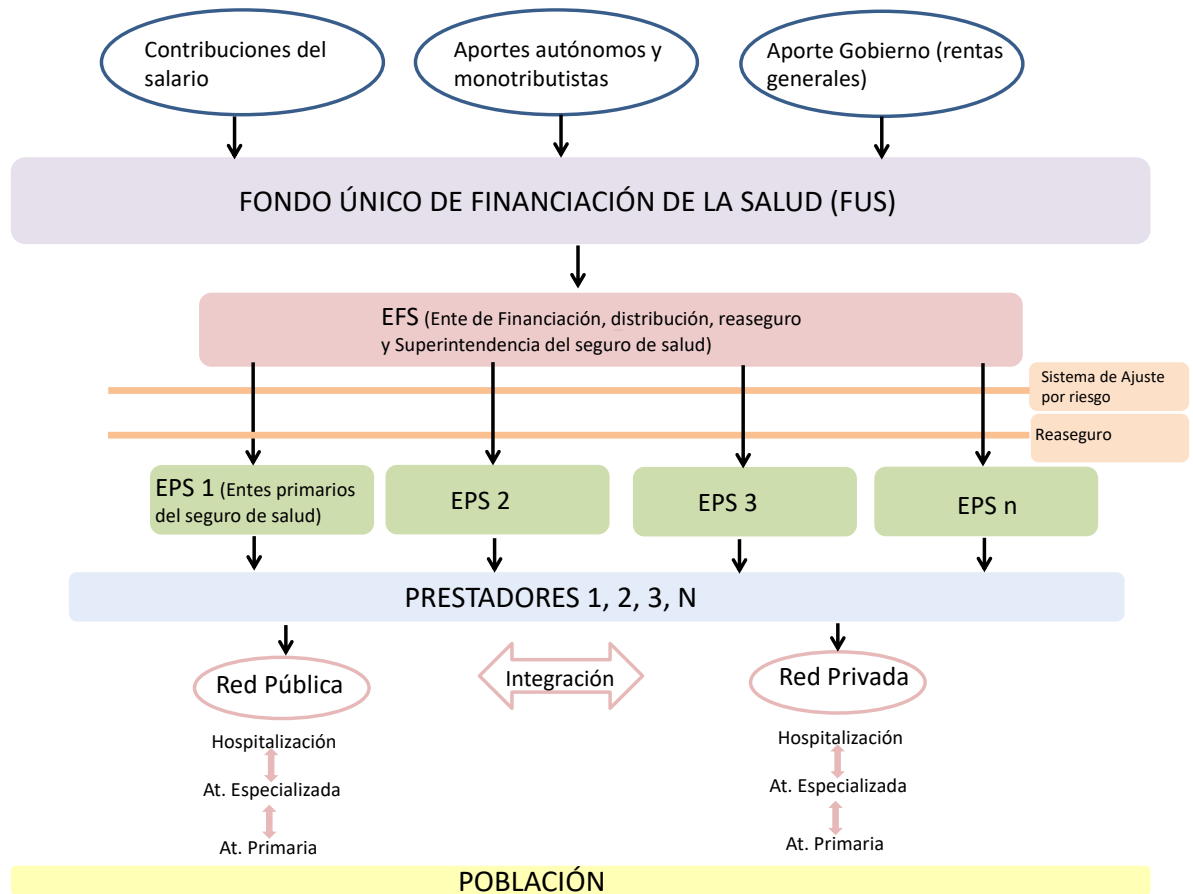 Contribuciones del
salario
Aportes autónomos y
monotributistas
Aporte Gobierno (rentas
generales)
FONDO ÚNICO DE FINANCIACIÓN DE LA SALUD (FUS)
EFS (Ente de Financiación, distribución, reaseguro
y Superintendencia del seguro de salud)
Sistema de Ajuste
por riesgo
Reaseguro
EPS 1 (Entes primarios
del seguro de salud)
EPS 2
EPS 3
EPS n
PRESTADORES 1, 2, 3, N
Red Pública
Integración
Red Privada
Hospitalización
At. Especializada
At. Primaria
Hospitalización
At. Especializada
At. Primaria
POBLACIÓN